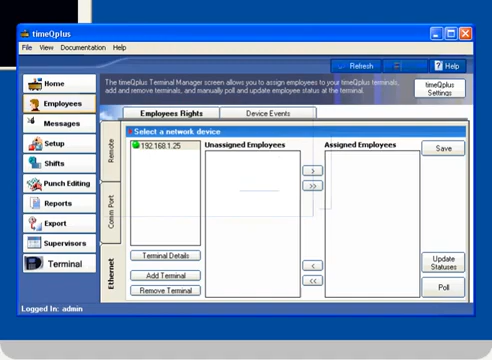 timeQplus
File View Documentation Help
Refresh Help
The timeQplus Terminal Manager screen allows you to assign employees to your timeQplus terminals,
add and remove terminals, and manually poll and update employee status at the terminal.
timeQplus
Settings
Home
Employees
Messages
Setup
Shifts
Punch Editing
Reports
Export
Supervisors
Terminal
Employees Rights Device Events
Remote
Comm Port
Ethernet
Select a network device
192.168.1.25
Unassigned Employees
Assigned Employees
>
>>
<
<<
Terminal Details
Add Terminal
Remove Terminal
Save
Update
Statuses
Poll
Logged In: admin